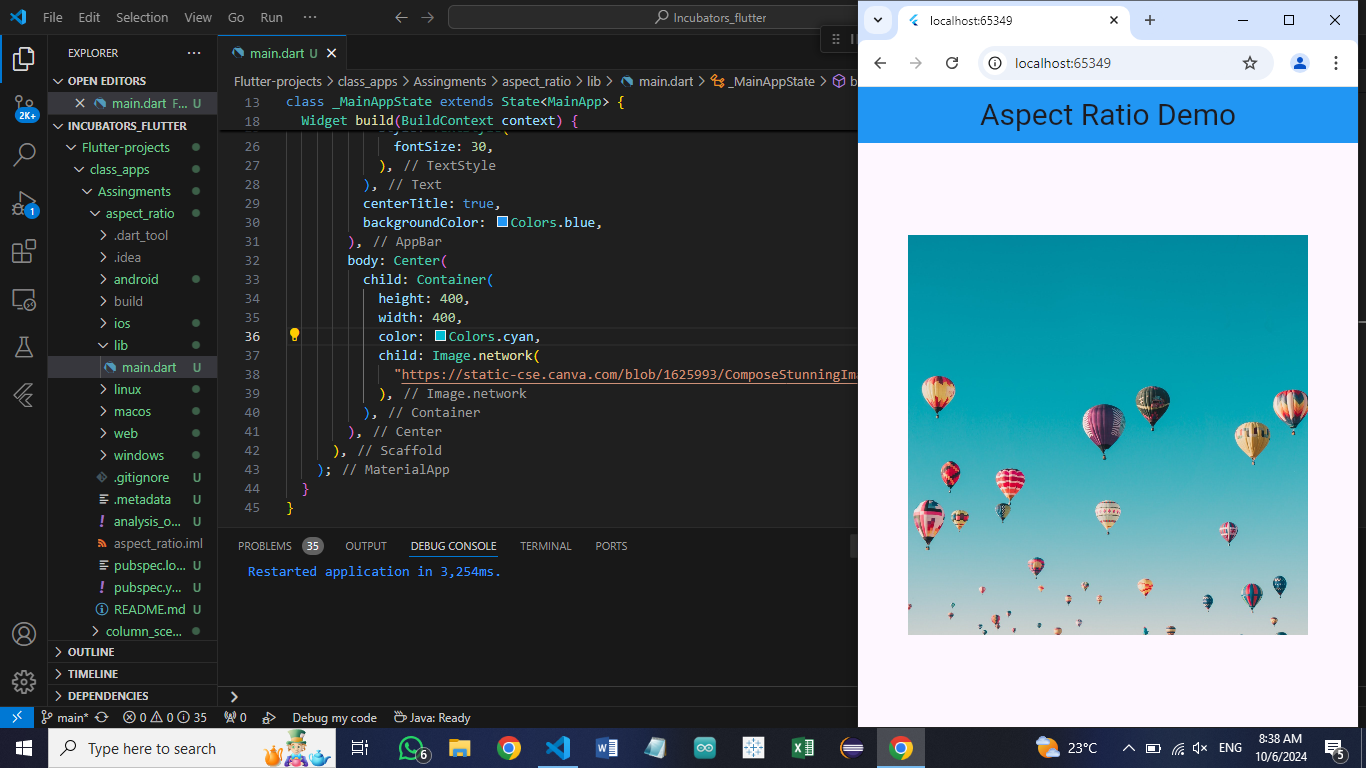 File Edit Selection View Go Run ···
Incubators_flutter
EXPLORER
OPEN EDITORS
main.dart F... U
INCUBATORS_FLUTTER
Flutter-projects
class_apps
Assingments
aspect_ratio
.dart_tool
.idea
android
build
ios
lib
main.dart U
linux
macos
web
windows
.gitignore U
.metadata U
analysis_o... U
aspect_ratio.iml
pubspec.lo... U
pubspec.y... U
README.md U
column_sce...
OUTLINE
TIMELINE
DEPENDENCIES
2K+
1
main.dart U
Flutter-projects > class_apps > Assingments > aspect_ratio > lib > main.dart > _MainAppState > b
13 class _MainAppState extends State<MainApp> {
18 Widget build(BuildContext context) {
26 fontSize: 30,
27 ), // TextStyle
28 ), // Text
29 centerTitle: true,
30 backgroundColor: Colors.blue,
31 ), // AppBar
32 body: Center(
33 child: Container(
34 height: 400,
35 width: 400,
36 color: Colors.cyan,
37 child: Image.network(
38 "https://static-cse.canva.com/blob/1625993/ComposeStunningIma
39 ), // Image.network
40 ), // Container
41 ), // Center
42 ), // Scaffold
43 ); // MaterialApp
44 }
45 }
PROBLEMS 35 OUTPUT DEBUG CONSOLE TERMINAL PORTS
Restarted application in 3,254ms.
main* 0 0 35 0 Debug my code Java: Ready
localhost:65349
localhost:65349
Aspect Ratio Demo
Type here to search
6
23°C
ENG
8:38 AM
10/6/2024
5